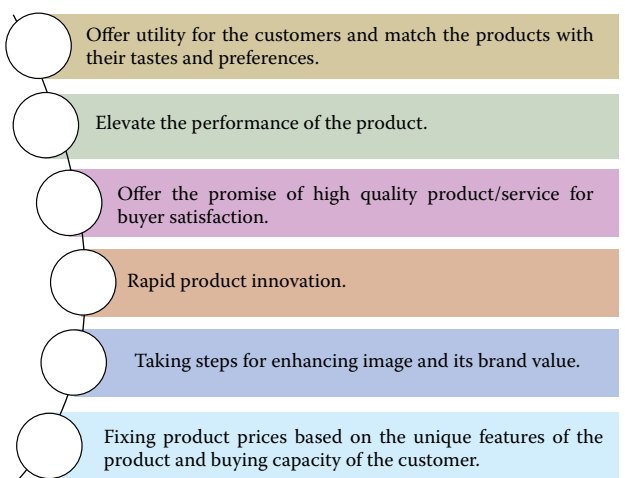 Offer utility for the customers and match the products with
their tastes and preferences.
Elevate the performance of the product.
Offer the promise of high quality product/service for
buyer satisfaction.
Rapid product innovation.
Taking steps for enhancing image and its brand value.
Fixing product prices based on the unique features of the
product and buying capacity of the customer.